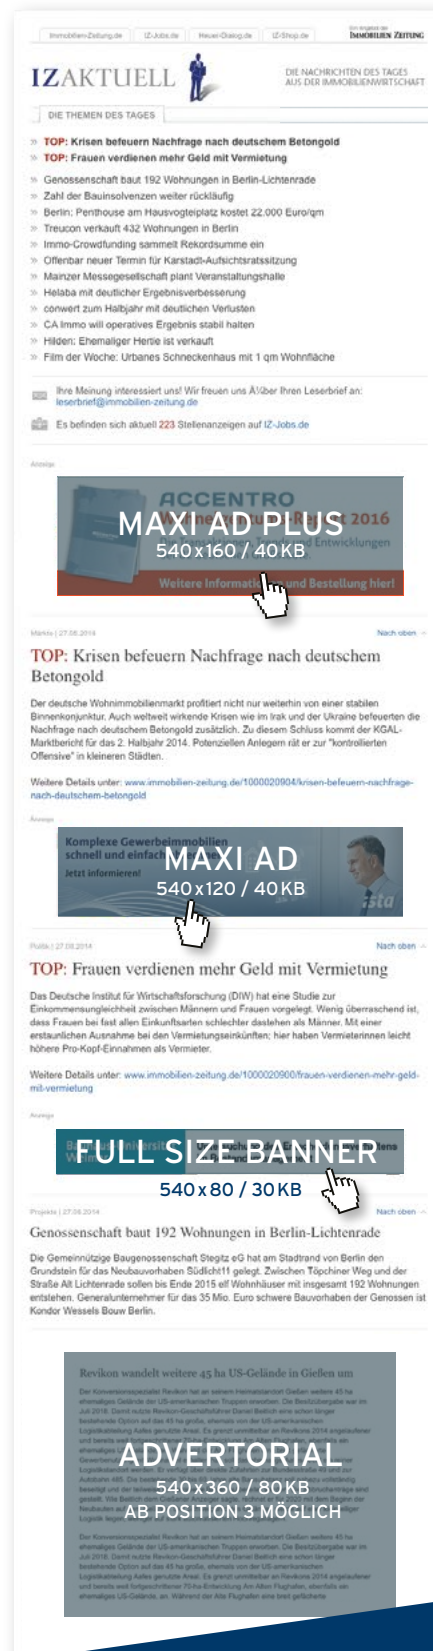 Immobilien-Zeitung.de IZ-Jobs.de Heuer-Dialog.de IZ-Shop.de Ein Angebot der
IMMOBILIEN ZEITUNG
IZAKTUELL
DIE NACHRICHTEN DES TAGES
AUS DER IMMOBILIENWIRTSCHAFT
DIE THEMEN DES TAGES
» TOP: Krisen befeuern Nachfrage nach deutschem Betongold
» TOP: Frauen verdienen mehr Geld mit Vermietung
» Genossenschaft baut 192 Wohnungen in Berlin-Lichtenrade
» Zahl der Bauinsolvenzen weiter rückläufig
» Berlin: Penthouse am Hausvogteiplatz kostet 22.000 Euro/qm
» Treucon verkauft 432 Wohnungen in Berlin
» Immo-Crowdfunding sammelt Rekordsumme ein
» Offenbar neuer Termin für Karstadt-Aufsichtsratssitzung
» Mainzer Messegesellschaft plant Veranstaltungshalle
» Helaba mit deutlicher Ergebnisverbesserung
» conwert zum Halbjahr mit deutlichen Verlusten
» CA Immo will operatives Ergebnis stabil halten
» Hilden: Ehemaliger Hertie ist verkauft
» Film der Woche: Urbanes Schneckenhaus mit 1 qm Wohnfläche
Ihre Meinung interessiert uns! Wir freuen uns Ã¼ber Ihren Leserbrief an:
leserbrief@immobilien-zeitung.de
Es befinden sich aktuell 223 Stellenanzeigen auf IZ-Jobs.de
Anzeige
ACCENTRO
2016
MAXI AD PLUS
540x160 / 40KB
Weitere Informationen und Bestellung hier!
Märkte | 27.08.2014 Nach oben
TOP: Krisen befeuern Nachfrage nach deutschem
Betongold
Der deutsche Wohnimmobilienmarkt profitiert nicht nur weiterhin von einer stabilen
Binnenkonjunktur. Auch weltweit wirkende Krisen wie im Irak und der Ukraine befeuerten die
Nachfrage nach deutschem Betongold zusätzlich. Zu diesem Schluss kommt der KGAL-
Marktbericht für das 2. Halbjahr 2014. Potenziellen Anlegern rät er zur "kontrollierten
Offensive" in kleineren Städten.
Weitere Details unter: www.immobilien-zeitung.de/1000020904/krisen-befeuern-nachfrage-
nach-deutschem-betongold
Anzeige
Komplexe Gewerbeimmobilien
schnell und einfach
Jetzt informieren!
MAXI AD
540x120 / 40KB
ista
Politik | 27.08.2014 Nach oben
TOP: Frauen verdienen mehr Geld mit Vermietung
Das Deutsche Institut für Wirtschaftsforschung (DIW) hat eine Studie zur
Einkommensungleichheit zwischen Männern und Frauen vorgelegt. Wenig überraschend ist,
dass Frauen bei fast allen Einkunftsarten schlechter dastehen als Männer. Mit einer
erstaunlichen Ausnahme bei den Vermietungseinkünften; hier haben Vermieterinnen leicht
höhere Pro-Kopf-Einnahmen als Vermieter.
Weitere Details unter: www.immobilien-zeitung.de/1000020900/frauen-verdienen-mehr-geld-
mit-vermietung
Anzeige
FULL SIZE BANNER
540x80 / 30KB
Projekte | 27.08.2014 Nach oben
Genossenschaft baut 192 Wohnungen in Berlin-Lichtenrade
Die Gemeinnützige Baugenossenschaft Stegitz eG hat am Stadtrand von Berlin den
Grundstein für das Neubauvorhaben Südlicht11 gelegt. Zwischen Töpchiner Weg und der
Straße Alt Lichtenrade sollen bis Ende 2015 elf Wohnhäuser mit insgesamt 192 Wohnungen
entstehen. Generalunternehmer für das 35 Mio. Euro schwere Bauvorhaben der Genossen ist
Kondor Wessels Bouw Berlin.
Revikon wandelt weitere 45 ha US-Gelände in Gießen um
ADVERTORIAL
540x360 / 80KB
AB POSITION 3 MÖGLICH